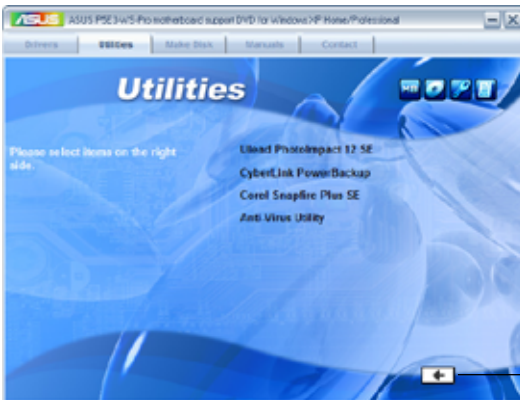 ASUS ASUS P5E3-WS-Pro motherboard support DVD for Windows XP Home/Professional
Drivers Utilities Make Disk Manuals Contact
Utilities
Please select items on the right
side.
Ulead PhotoImpact 12 SE
CyberLink PowerBackup
Corel Snapfire Plus SE
Anti-Virus Utility